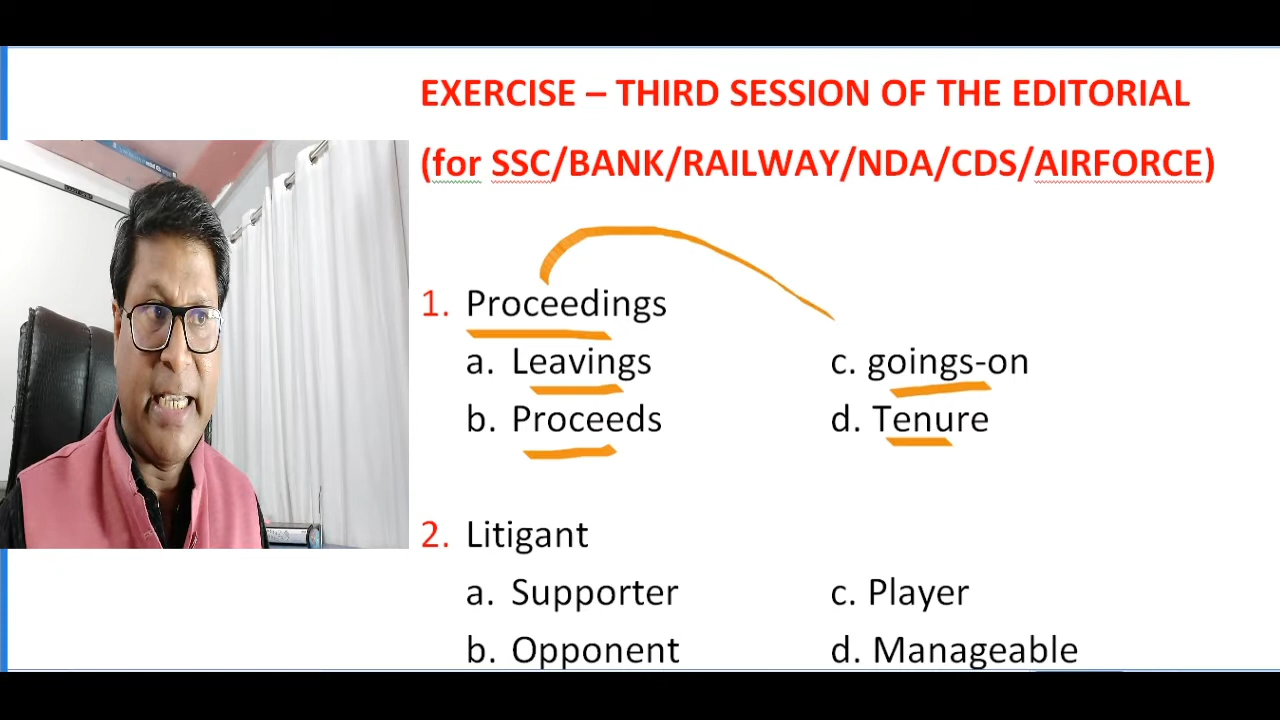 EXERCISE – THIRD SESSION OF THE EDITORIAL
(for SSC/BANK/RAILWAY/NDA/CDS/AIRFORCE)
1. Proceedings
a. Leavings c. goings-on
b. Proceeds d. Tenure
2. Litigant
a. Supporter c. Player
b. Opponent d. Manageable